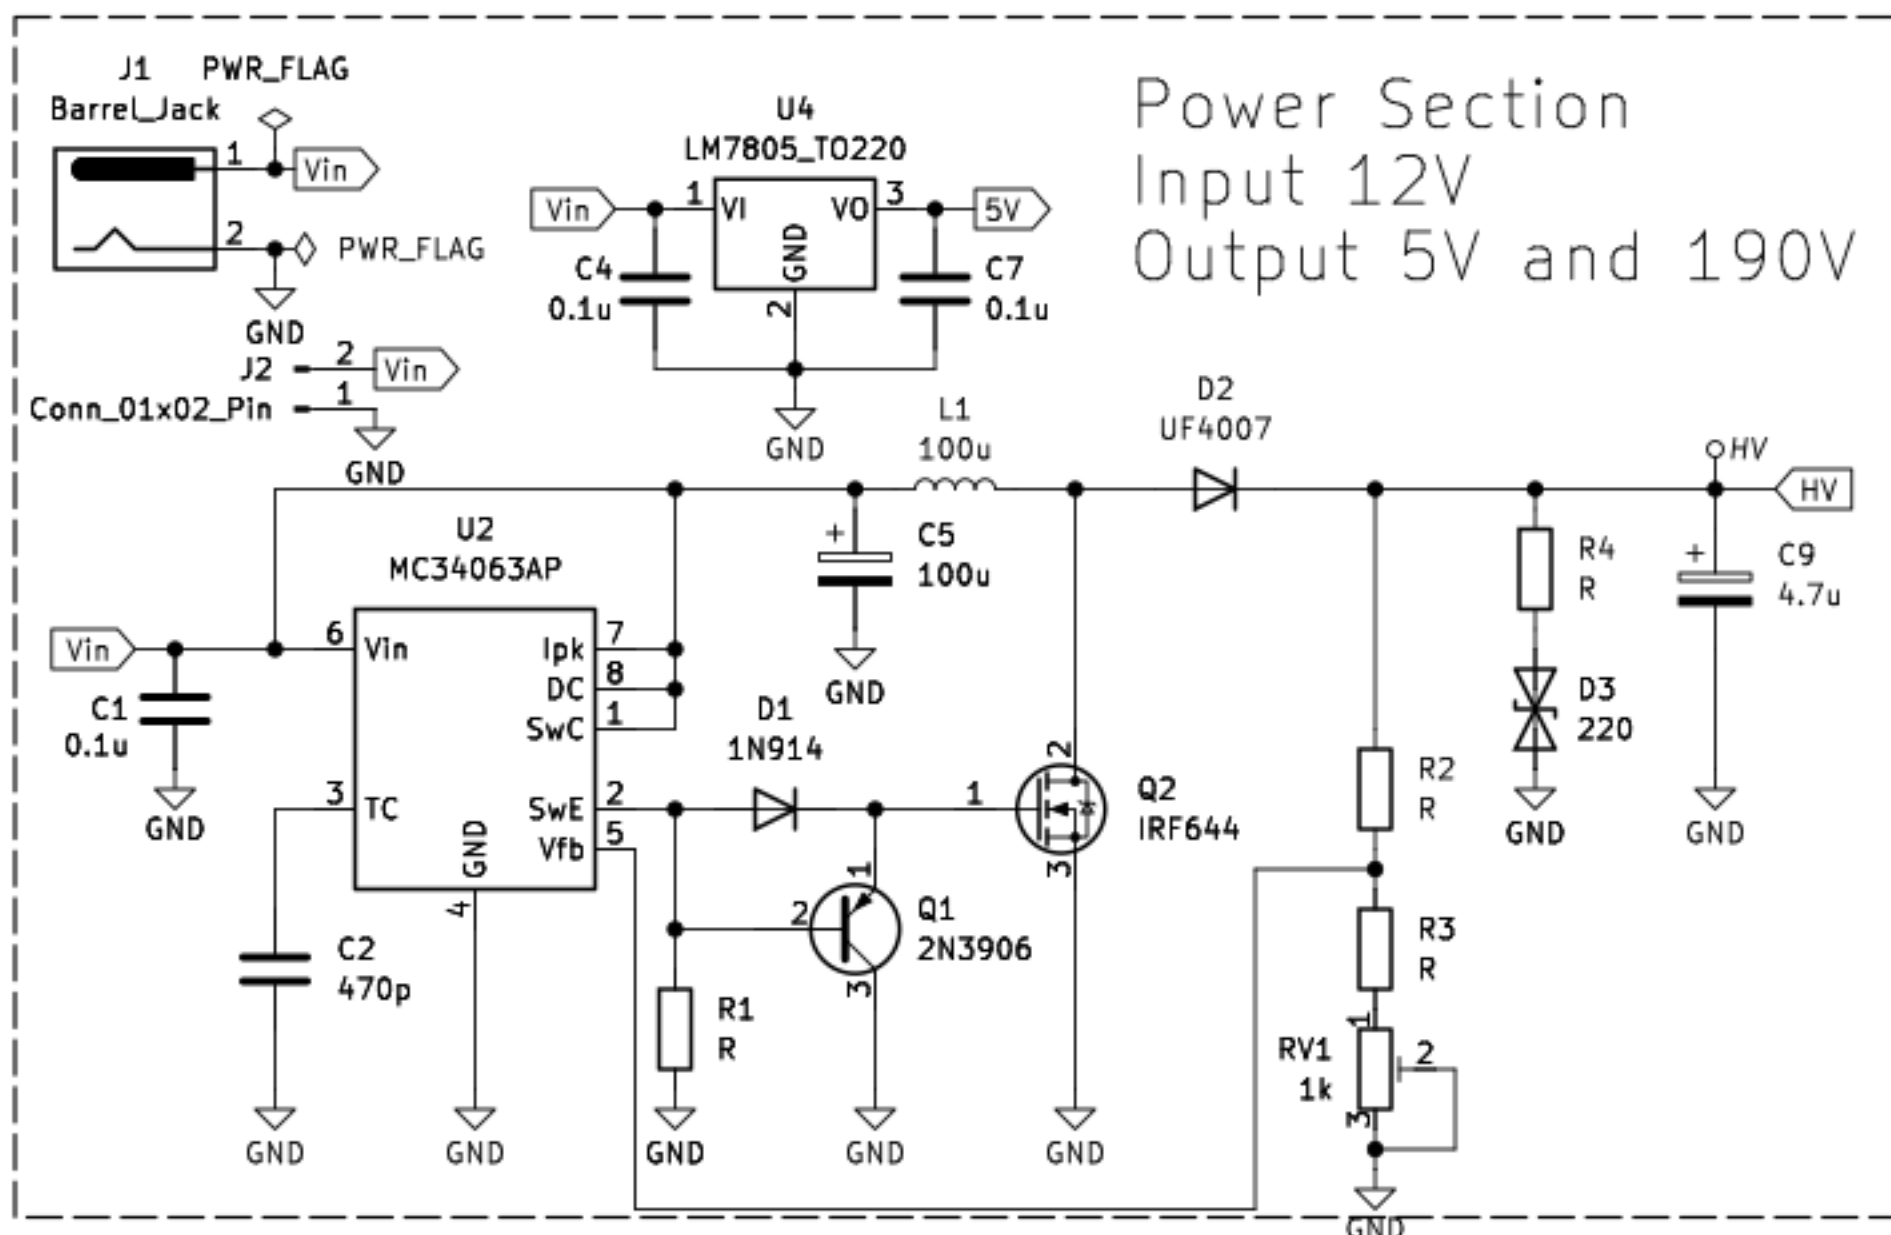 J1 PWR_FLAG
Barrel_Jack
1
Vin
2
PWR_FLAG
GND
J2
2
Vin
Conn_01x02_Pin
1
GND
U4
LM7805_TO220
Vin
1
VI
VO
3
5V
GND
2
C4
0.1u
C7
0.1u
GND
Power Section
Input 12V
Output 5V and 190V
L1
100u
D2
UF4007
HV
HV
U2
MC34063AP
C5
100u
GND
R4
R
C9
4.7u
Vin
6
Vin
Ipk
7
DC
8
SwC
1
C1
0.1u
GND
3
TC
SwE
2
Vfb
5
GND
4
D1
1N914
1
2
Q2
IRF644
3
D3
220
GND
GND
R2
R
C2
470p
1
2
Q1
2N3906
3
R3
R
R1
R
1
RV1
1k
2
3
GND
GND
GND
GND
GND
GND